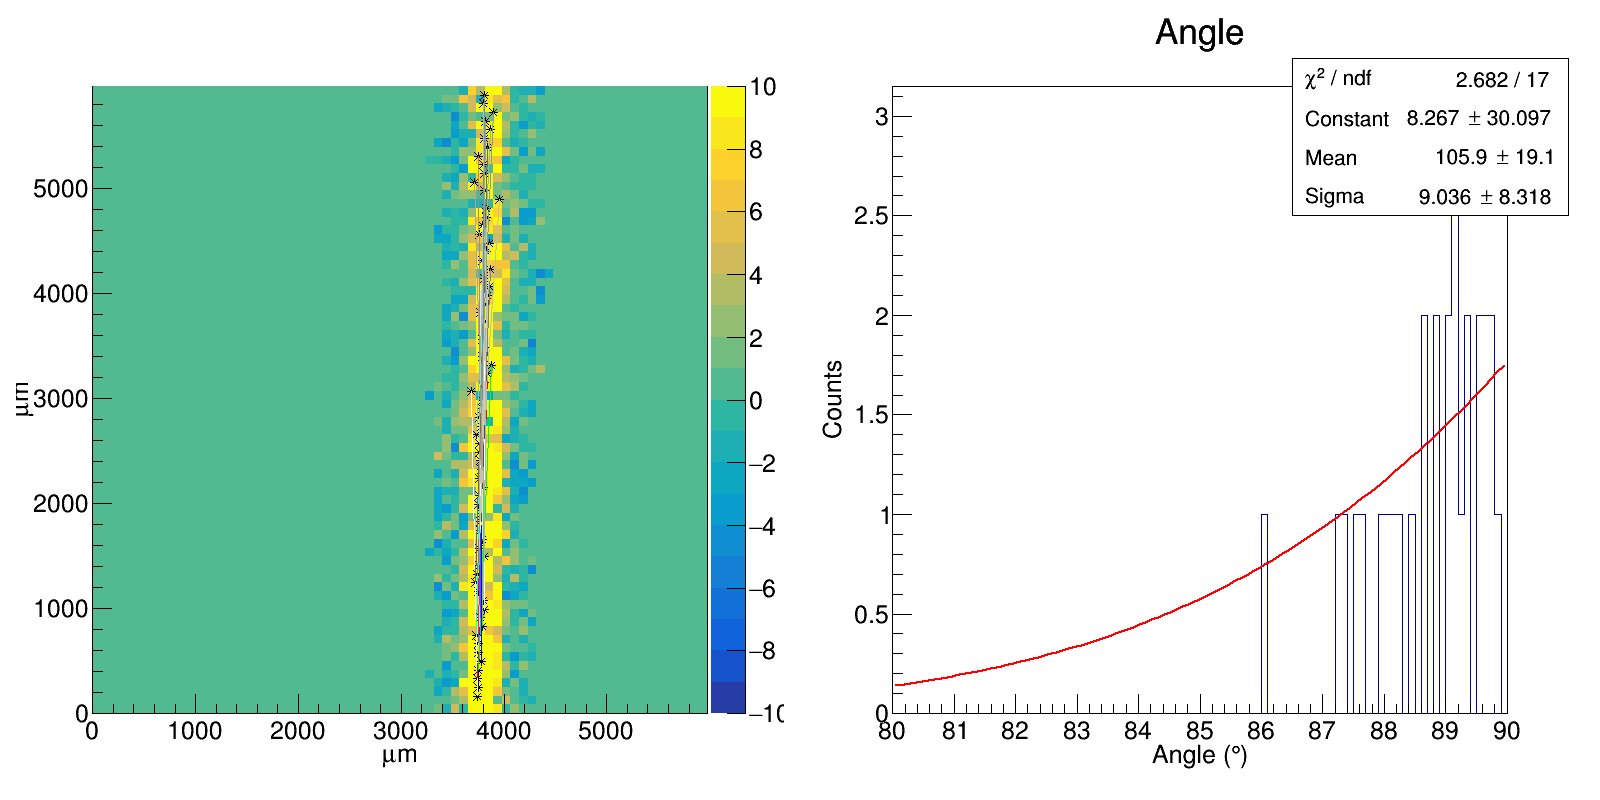 Angle
χ² / ndf 2.682 / 17
Constant 8.267 ± 30.097
Mean 105.9 ± 19.1
Sigma 9.036 ± 8.318
10
8
6
4
2
0
−2
−4
−6
−8
−10
5000
4000
3000
2000
1000
0
μm
0 1000 2000 3000 4000 5000
μm
3
2.5
2
1.5
1
0.5
0
Counts
80 81 82 83 84 85 86 87 88 89 90
Angle (°)